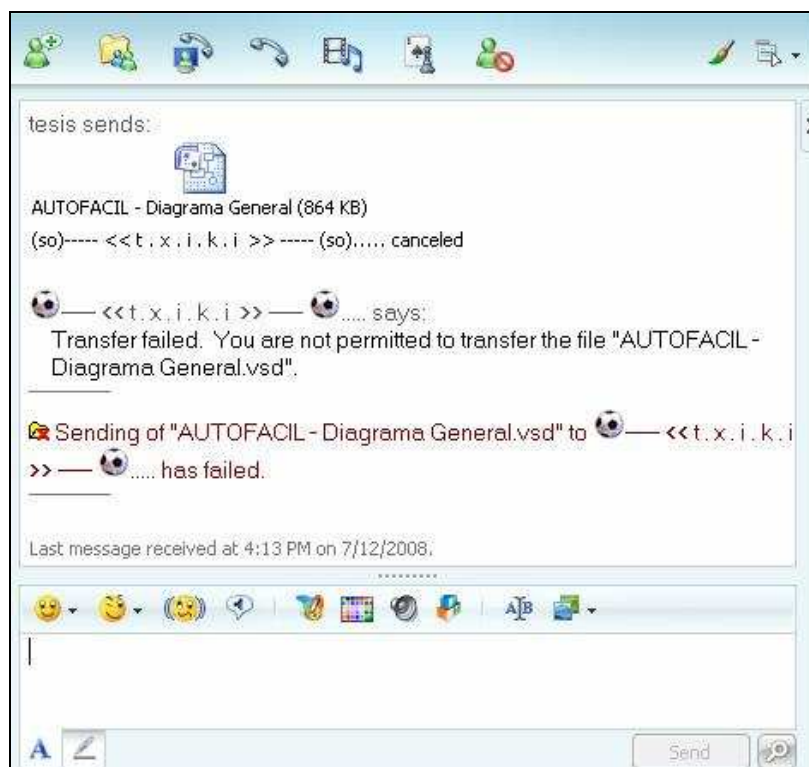 tesis sends:
AUTOFACIL - Diagrama General (864 KB)
(so)----- <<t . x . i . k . i >> ----- (so)..... canceled
— <<t . x . i . k . i >> — ..... says:
Transfer failed. You are not permitted to transfer the file "AUTOFACIL -
Diagrama General.vsd".
Sending of "AUTOFACIL - Diagrama General.vsd" to — <<t . x . i . k . i
>> — ..... has failed.
Last message received at 4:13 PM on 7/12/2008.
A B
A
Send